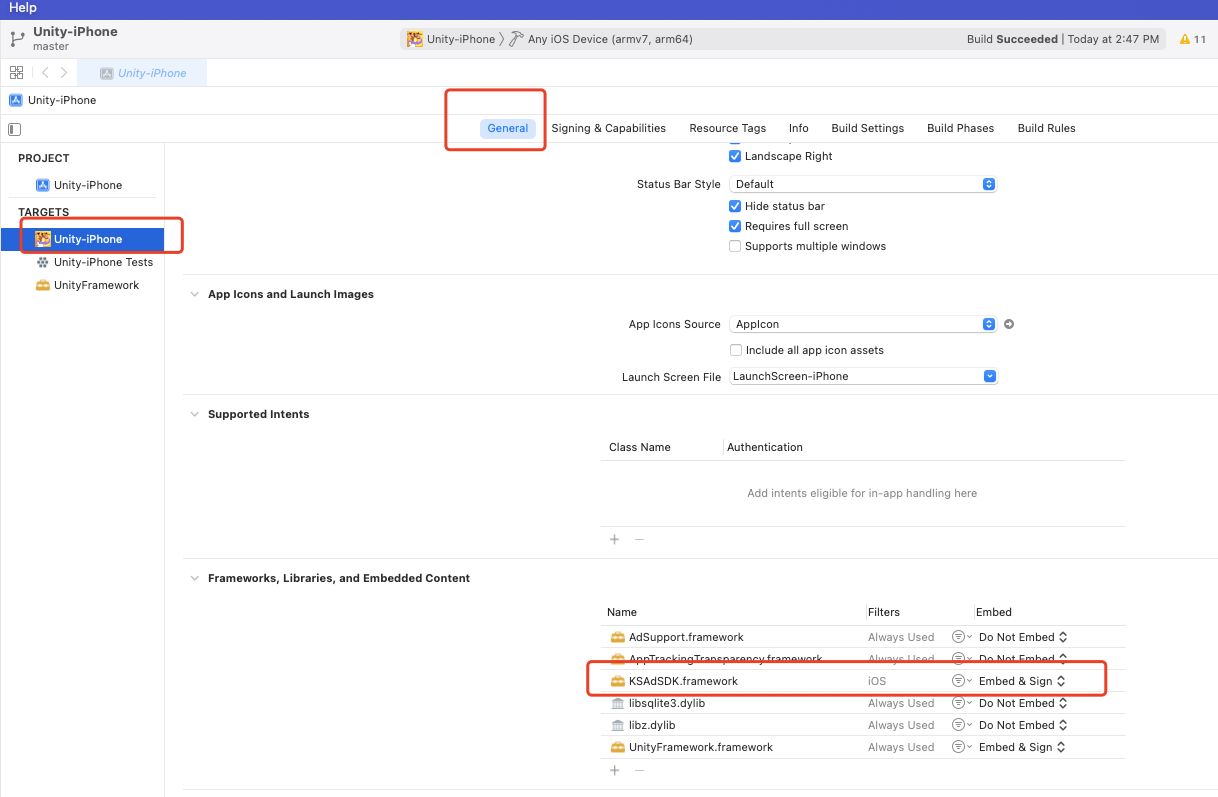 Help
Unity-iPhone
master
Unity-iPhone
Any iOS Device (armv7, arm64)
Build Succeeded | Today at 2:47 PM
11
Unity-iPhone
Unity-iPhone
General
Signing & Capabilities
Resource Tags
Info
Build Settings
Build Phases
Build Rules
PROJECT
Unity-iPhone
TARGETS
Unity-iPhone
Unity-iPhone Tests
UnityFramework
Landscape Right
Status Bar Style
Default
Hide status bar
Requires full screen
Supports multiple windows
App Icons and Launch Images
App Icons Source
AppIcon
Include all app icon assets
Launch Screen File
LaunchScreen-iPhone
Supported Intents
Class Name
Authentication
Add intents eligible for in-app handling here
Frameworks, Libraries, and Embedded Content
Name
Filters
Embed
AdSupport.framework
Always Used
Do Not Embed
AppTrackingTransparency.framework
Always Used
Do Not Embed
KSAdSDK.framework
iOS
Embed & Sign
libsqlite3.dylib
Always Used
Do Not Embed
libz.dylib
Always Used
Do Not Embed
UnityFramework.framework
Always Used
Embed & Sign